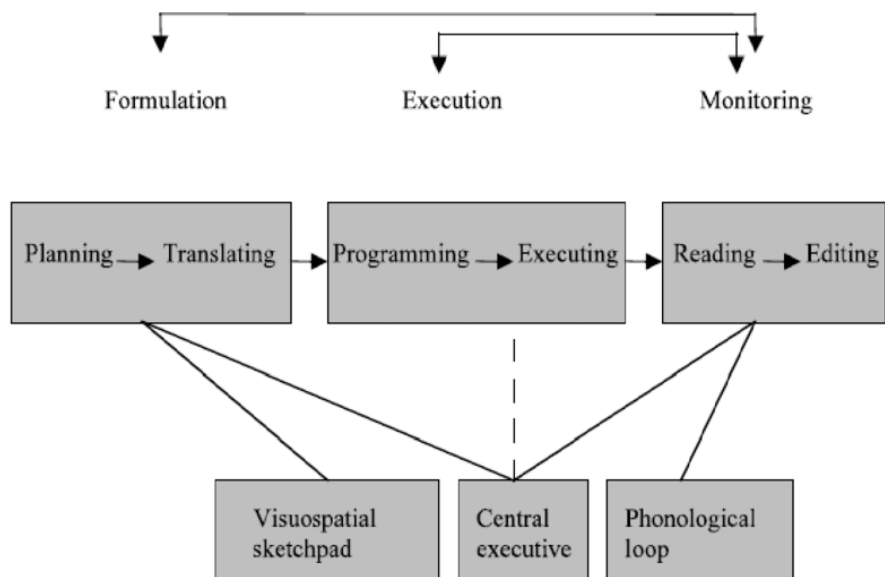 Formulation Execution Monitoring
Planning Translating Programming Executing Reading Editing
Visuospatial sketchpad
Central executive
Phonological loop